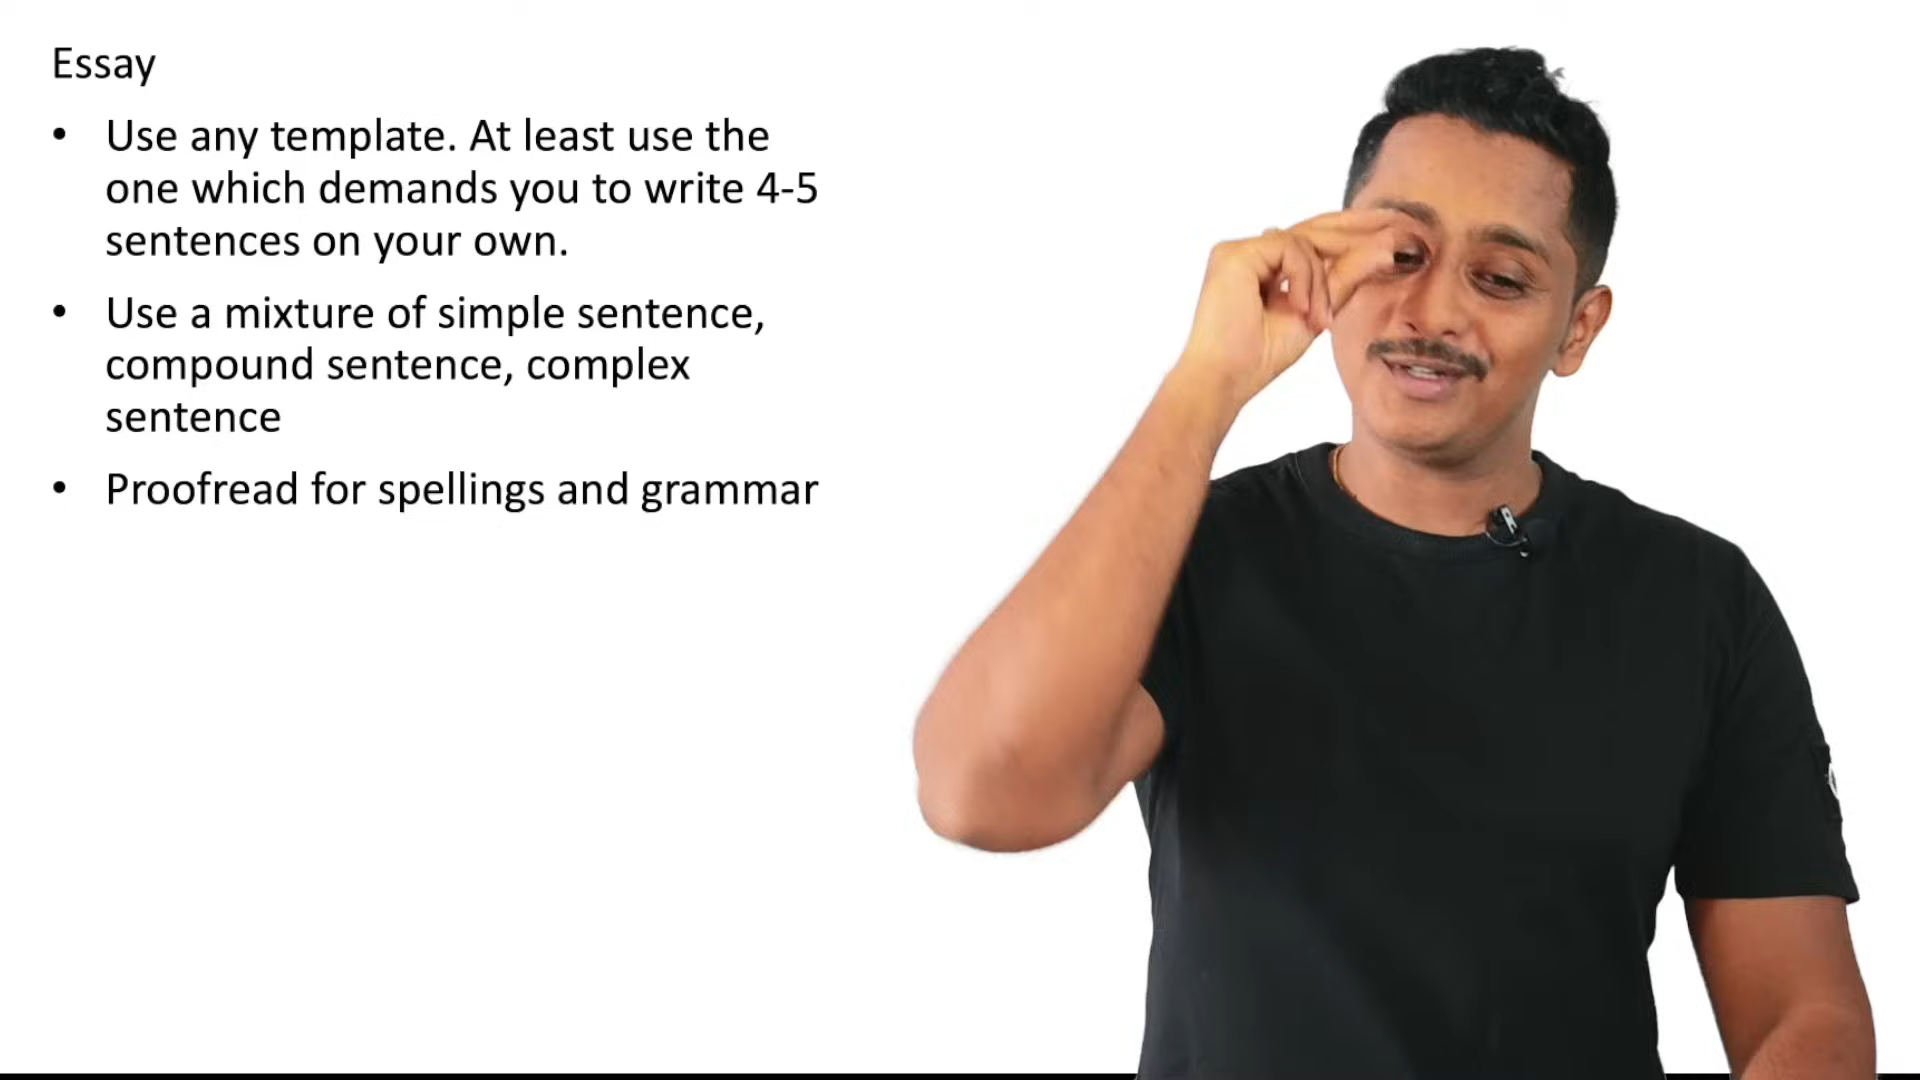 Essay
• Use any template. At least use the
one which demands you to write 4-5
sentences on your own.
• Use a mixture of simple sentence,
compound sentence, complex
sentence
• Proofread for spellings and grammar